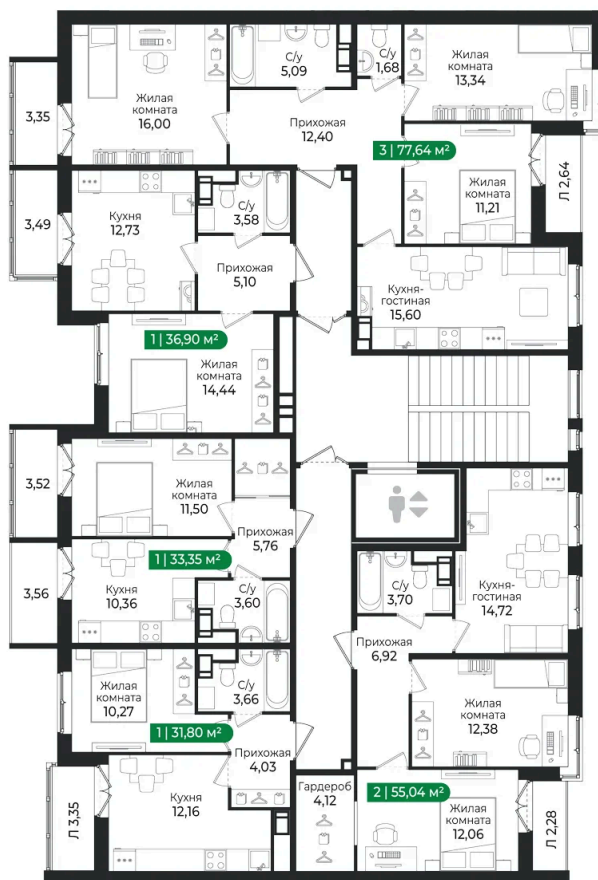 С/у
5,09
С/у
1,68
Жилая
комната
13,34
3,35
Жилая
комната
16,00
Прихожая
12,40
3 | 77,64 м²
Жилая
комната
11,21
Л 2,64
3,49
Кухня
12,73
С/у
3,58
Прихожая
5,10
Кухня-
гостиная
15,60
1 | 36,90 м²
Жилая
комната
14,44
3,52
Жилая
комната
11,50
Прихожая
5,76
1 | 33,35 м²
3,56
Кухня
10,36
С/у
3,60
С/у
3,70
Кухня-
гостиная
14,72
Прихожая
6,92
Жилая
комната
10,27
С/у
3,66
Жилая
комната
12,38
1 | 31,80 м²
Прихожая
4,03
Л 3,35
Кухня
12,16
Гардероб
4,12
2 | 55,04 м²
Жилая
комната
12,06
Л 2,28